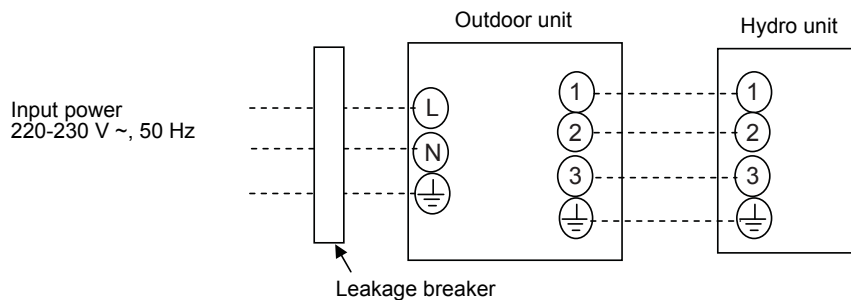 Outdoor unit
Hydro unit
Input power
220-230 V ~, 50 Hz
L
N
1
2
3
1
2
3
Leakage breaker